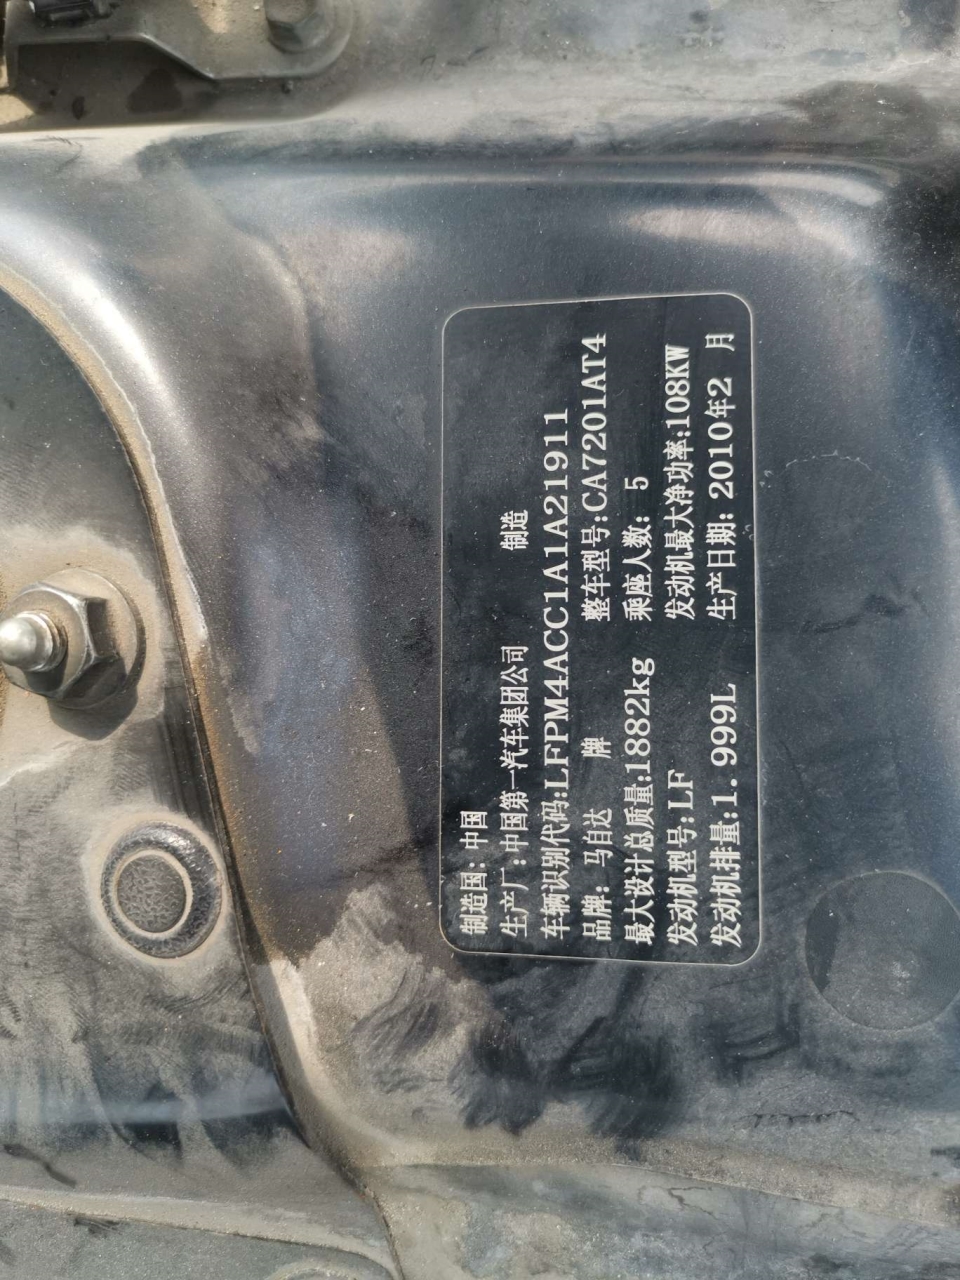 制造国：中国
生产厂：中国第一汽车集团公司 制造
车辆识别代码:LFPM4ACC1A1A21911
品牌：马自达 牌 整车型号:CA7201AT4
最大设计总质量:1882kg 乘座人数：5
发动机型号:LF 发动机最大净功率:108KW
发动机排量:1.999L 生产日期：2010年2 月